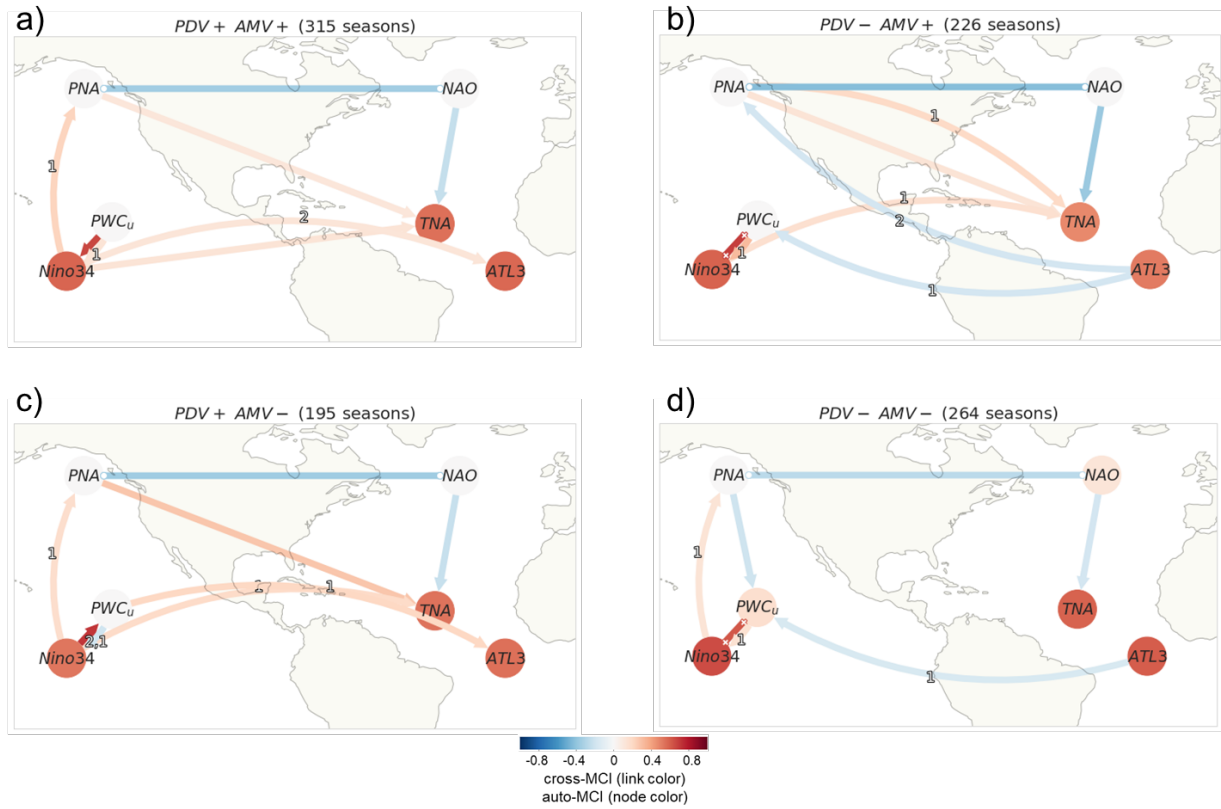 a)
PDV+ AMV+ (315 seasons)
PNA
NAO
1
PWCu
2
TNA
1
Nino34
ATL3
b)
PDV− AMV+ (226 seasons)
PNA
NAO
1
1
PWCu
2
TNA
1
Nino34
ATL3
1
c)
PDV+ AMV− (195 seasons)
PNA
NAO
1
1
1
PWCu
TNA
2,1
Nino34
ATL3
d)
PDV− AMV− (264 seasons)
PNA
NAO
1
PWCu
TNA
1
Nino34
ATL3
1
-0.8 -0.4 0 0.4 0.8
cross-MCI (link color)
auto-MCI (node color)